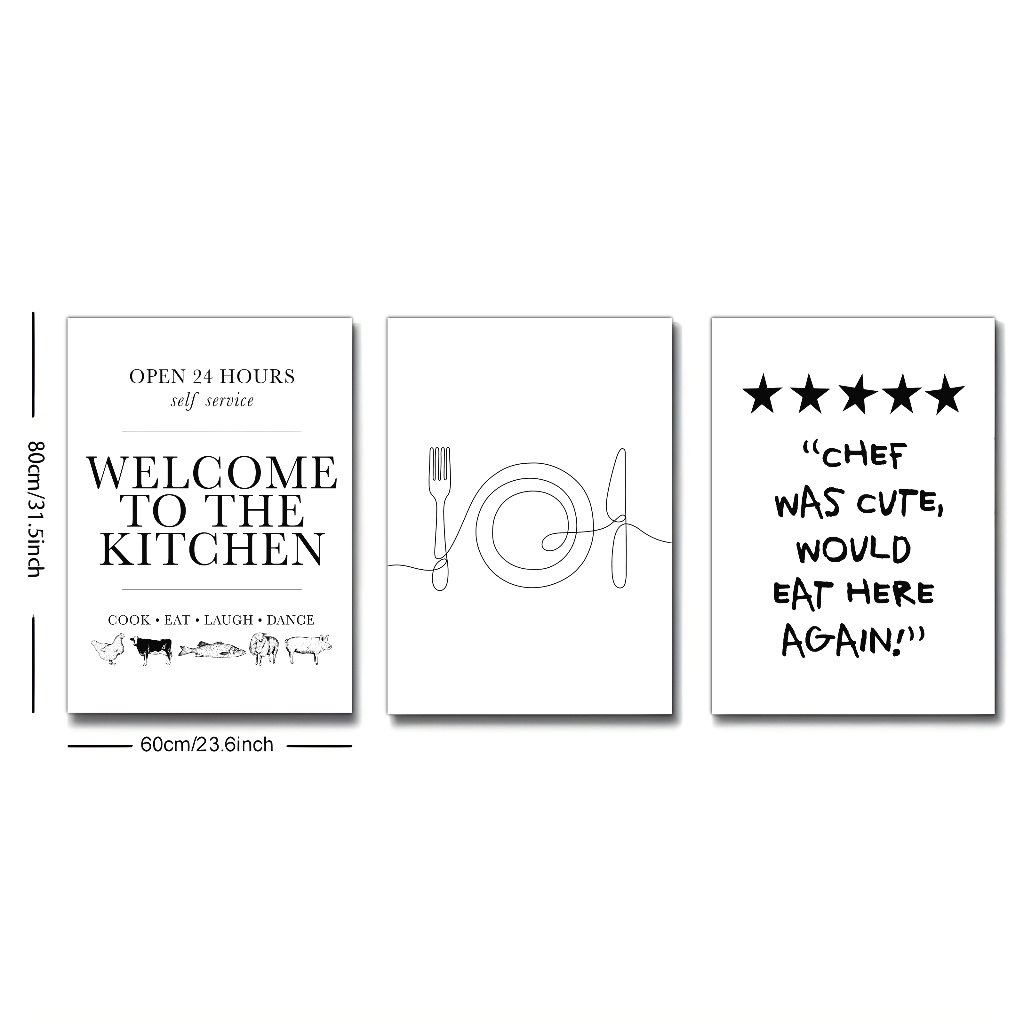 OPEN 24 HOURS
self service
WELCOME
TO THE
KITCHEN
COOK • EAT • LAUGH • DANCE
80cm/31.5inch
60cm/23.6inch
“CHEF
WAS CUTE,
WOULD
EAT HERE
AGAIN!”